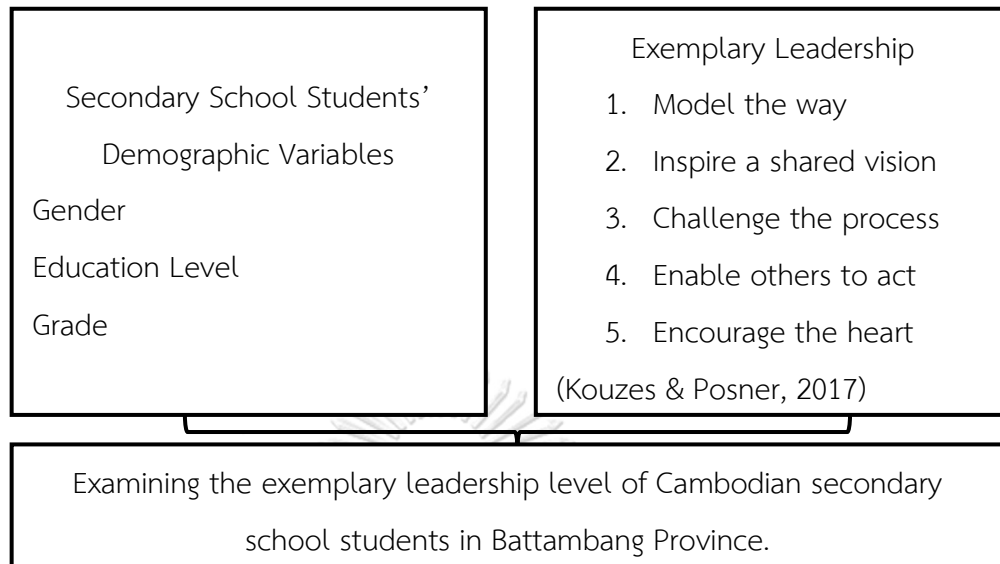 Secondary School Students’
Demographic Variables
Gender
Education Level
Grade
Exemplary Leadership
1. Model the way
2. Inspire a shared vision
3. Challenge the process
4. Enable others to act
5. Encourage the heart
(Kouzes & Posner, 2017)
Examining the exemplary leadership level of Cambodian secondary
school students in Battambang Province.